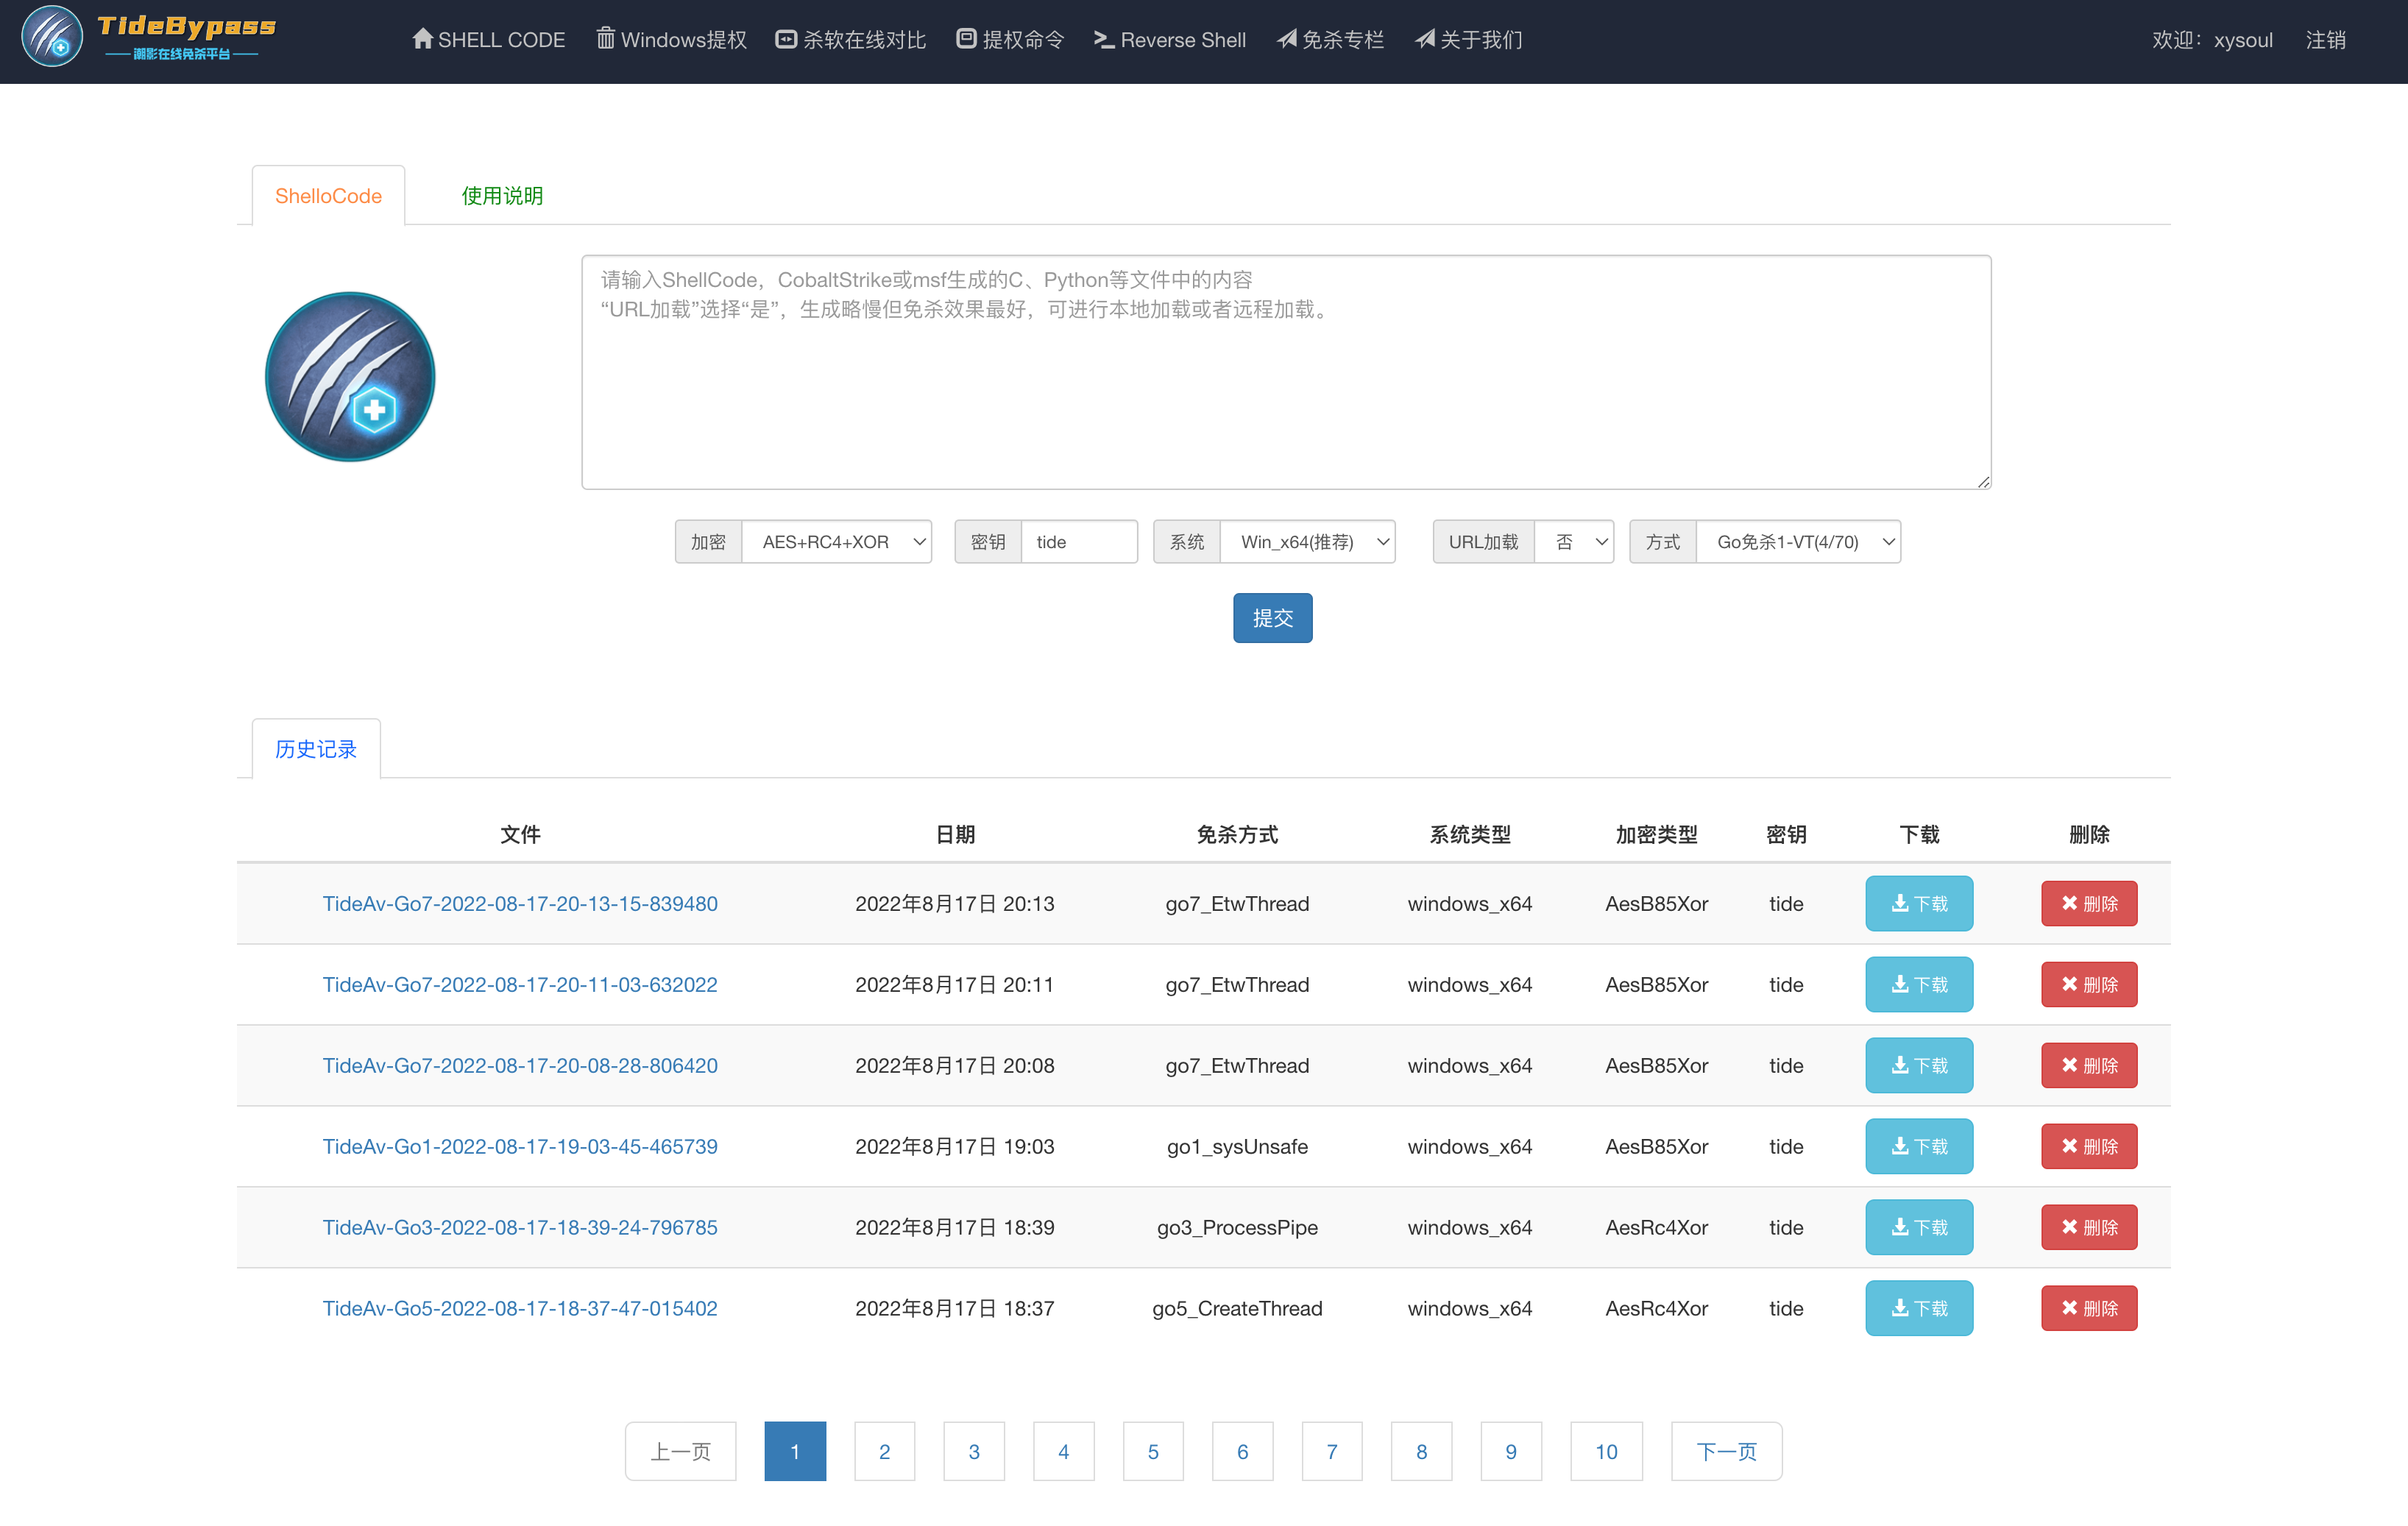 TideBypass
潮影在线免杀平台
SHELL CODE Windows提权 杀软在线对比 提权命令 Reverse Shell 免杀专栏 关于我们 欢迎：xysoul 注销
ShelloCode 使用说明
请输入ShellCode，CobaltStrike或msf生成的C、Python等文件中的内容
“URL加载”选择“是”，生成略慢但免杀效果最好，可进行本地加载或者远程加载。
加密 AES+RC4+XOR 密钥 tide 系统 Win_x64(推荐) URL加载 否 方式 Go免杀1-VT(4/70)
提交
历史记录
文件 日期 免杀方式 系统类型 加密类型 密钥 下载 删除
TideAv-Go7-2022-08-17-20-13-15-839480 2022年8月17日 20:13 go7_EtwThread windows_x64 AesB85Xor tide 下载 删除
TideAv-Go7-2022-08-17-20-11-03-632022 2022年8月17日 20:11 go7_EtwThread windows_x64 AesB85Xor tide 下载 删除
TideAv-Go7-2022-08-17-20-08-28-806420 2022年8月17日 20:08 go7_EtwThread windows_x64 AesB85Xor tide 下载 删除
TideAv-Go1-2022-08-17-19-03-45-465739 2022年8月17日 19:03 go1_sysUnsafe windows_x64 AesB85Xor tide 下载 删除
TideAv-Go3-2022-08-17-18-39-24-796785 2022年8月17日 18:39 go3_ProcessPipe windows_x64 AesRc4Xor tide 下载 删除
TideAv-Go5-2022-08-17-18-37-47-015402 2022年8月17日 18:37 go5_CreateThread windows_x64 AesRc4Xor tide 下载 删除
上一页 1 2 3 4 5 6 7 8 9 10 下一页